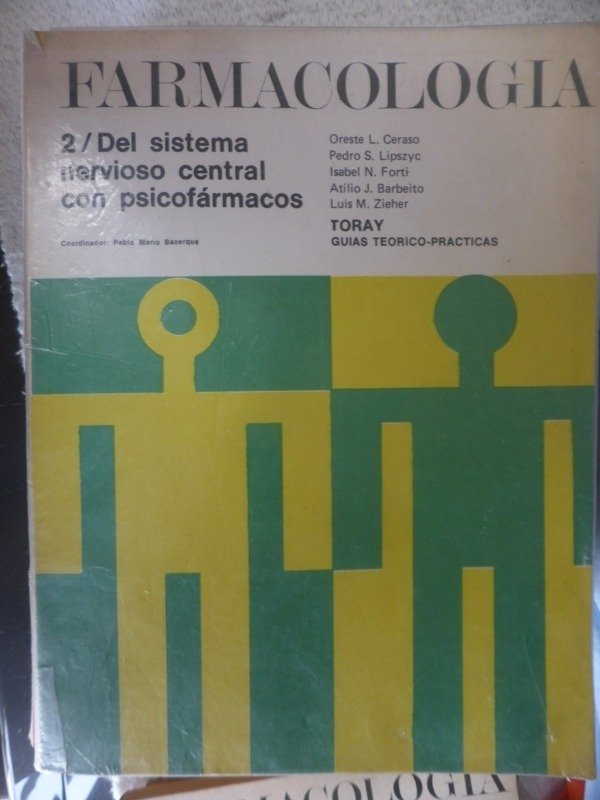 FARMACOLOGIA
2/Del sistema
nervioso central
con psicofármacos
Coordinador: Pablo Mario Bazerque
Oreste L. Ceraso
Pedro S. Lipszyc
Isabel N. Forti
Atilio J. Barbeito
Luis M. Zieher
TORAY
GUIAS TEORICO-PRACTICAS
RMACOLOGIA